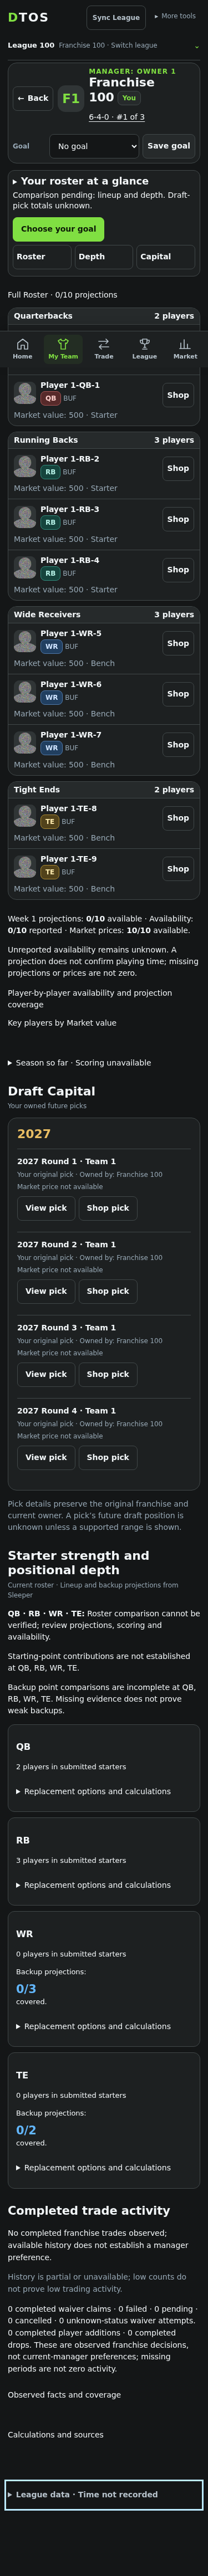 DTOS
Sync League
▸ More tools
League 100 Franchise 100 · Switch league
← Back
F1
MANAGER: OWNER 1
Franchise
100 You
6-4-0 · #1 of 3
Goal
No goal
Save goal
▸ Your roster at a glance
Comparison pending: lineup and depth. Draft-
pick totals unknown.
Choose your goal
Roster
Depth
Capital
Full Roster · 0/10 projections
Quarterbacks 2 players
Home
My Team
Trade
League
Market
Player 1-QB-1
QB BUF
Shop
Market value: 500 · Starter
Running Backs 3 players
Player 1-RB-2
RB BUF
Shop
Market value: 500 · Starter
Player 1-RB-3
RB BUF
Shop
Market value: 500 · Starter
Player 1-RB-4
RB BUF
Shop
Market value: 500 · Starter
Wide Receivers 3 players
Player 1-WR-5
WR BUF
Shop
Market value: 500 · Bench
Player 1-WR-6
WR BUF
Shop
Market value: 500 · Bench
Player 1-WR-7
WR BUF
Shop
Market value: 500 · Bench
Tight Ends 2 players
Player 1-TE-8
TE BUF
Shop
Market value: 500 · Bench
Player 1-TE-9
TE BUF
Shop
Market value: 500 · Bench
Week 1 projections: 0/10 available · Availability:
0/10 reported · Market prices: 10/10 available.
Unreported availability remains unknown. A
projection does not confirm playing time; missing
projections or prices are not zero.
Player-by-player availability and projection
coverage
Key players by Market value
▸ Season so far · Scoring unavailable
Draft Capital
Your owned future picks
2027
2027 Round 1 · Team 1
Your original pick · Owned by: Franchise 100
Market price not available
View pick
Shop pick
2027 Round 2 · Team 1
Your original pick · Owned by: Franchise 100
Market price not available
View pick
Shop pick
2027 Round 3 · Team 1
Your original pick · Owned by: Franchise 100
Market price not available
View pick
Shop pick
2027 Round 4 · Team 1
Your original pick · Owned by: Franchise 100
Market price not available
View pick
Shop pick
Pick details preserve the original franchise and
current owner. A pick's future draft position is
unknown unless a supported range is shown.
Starter strength and
positional depth
Current roster · Lineup and backup projections from
Sleeper
QB · RB · WR · TE: Roster comparison cannot be
verified; review projections, scoring and
availability.
Starting-point contributions are not established
at QB, RB, WR, TE.
Backup point comparisons are incomplete at QB,
RB, WR, TE. Missing evidence does not prove
weak backups.
QB
2 players in submitted starters
▸ Replacement options and calculations
RB
3 players in submitted starters
▸ Replacement options and calculations
WR
0 players in submitted starters
Backup projections:
0/3
covered.
▸ Replacement options and calculations
TE
0 players in submitted starters
Backup projections:
0/2
covered.
▸ Replacement options and calculations
Completed trade activity
No completed franchise trades observed;
available history does not establish a manager
preference.
History is partial or unavailable; low counts do
not prove low trading activity.
0 completed waiver claims · 0 failed · 0 pending ·
0 cancelled · 0 unknown-status waiver attempts.
0 completed player additions · 0 completed
drops. These are observed franchise decisions,
not current-manager preferences; missing
periods are not zero activity.
Observed facts and coverage
Calculations and sources
▸ League data · Time not recorded